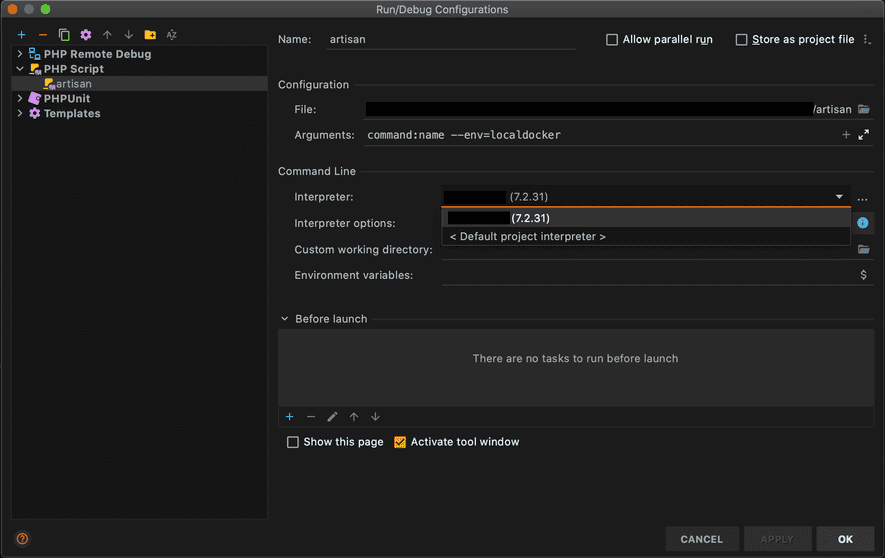 Run/Debug Configurations
PHP Remote Debug
PHP Script
artisan
PHPUnit
Templates
Name: artisan
Allow parallel run
Store as project file
Configuration
File: /artisan
Arguments: command:name --env=localdocker
Command Line
Interpreter: (7.2.31)
(7.2.31)
Interpreter options:
< Default project interpreter >
Custom working directory:
Environment variables:
$
Before launch
There are no tasks to run before launch
Show this page
Activate tool window
CANCEL
APPLY
OK